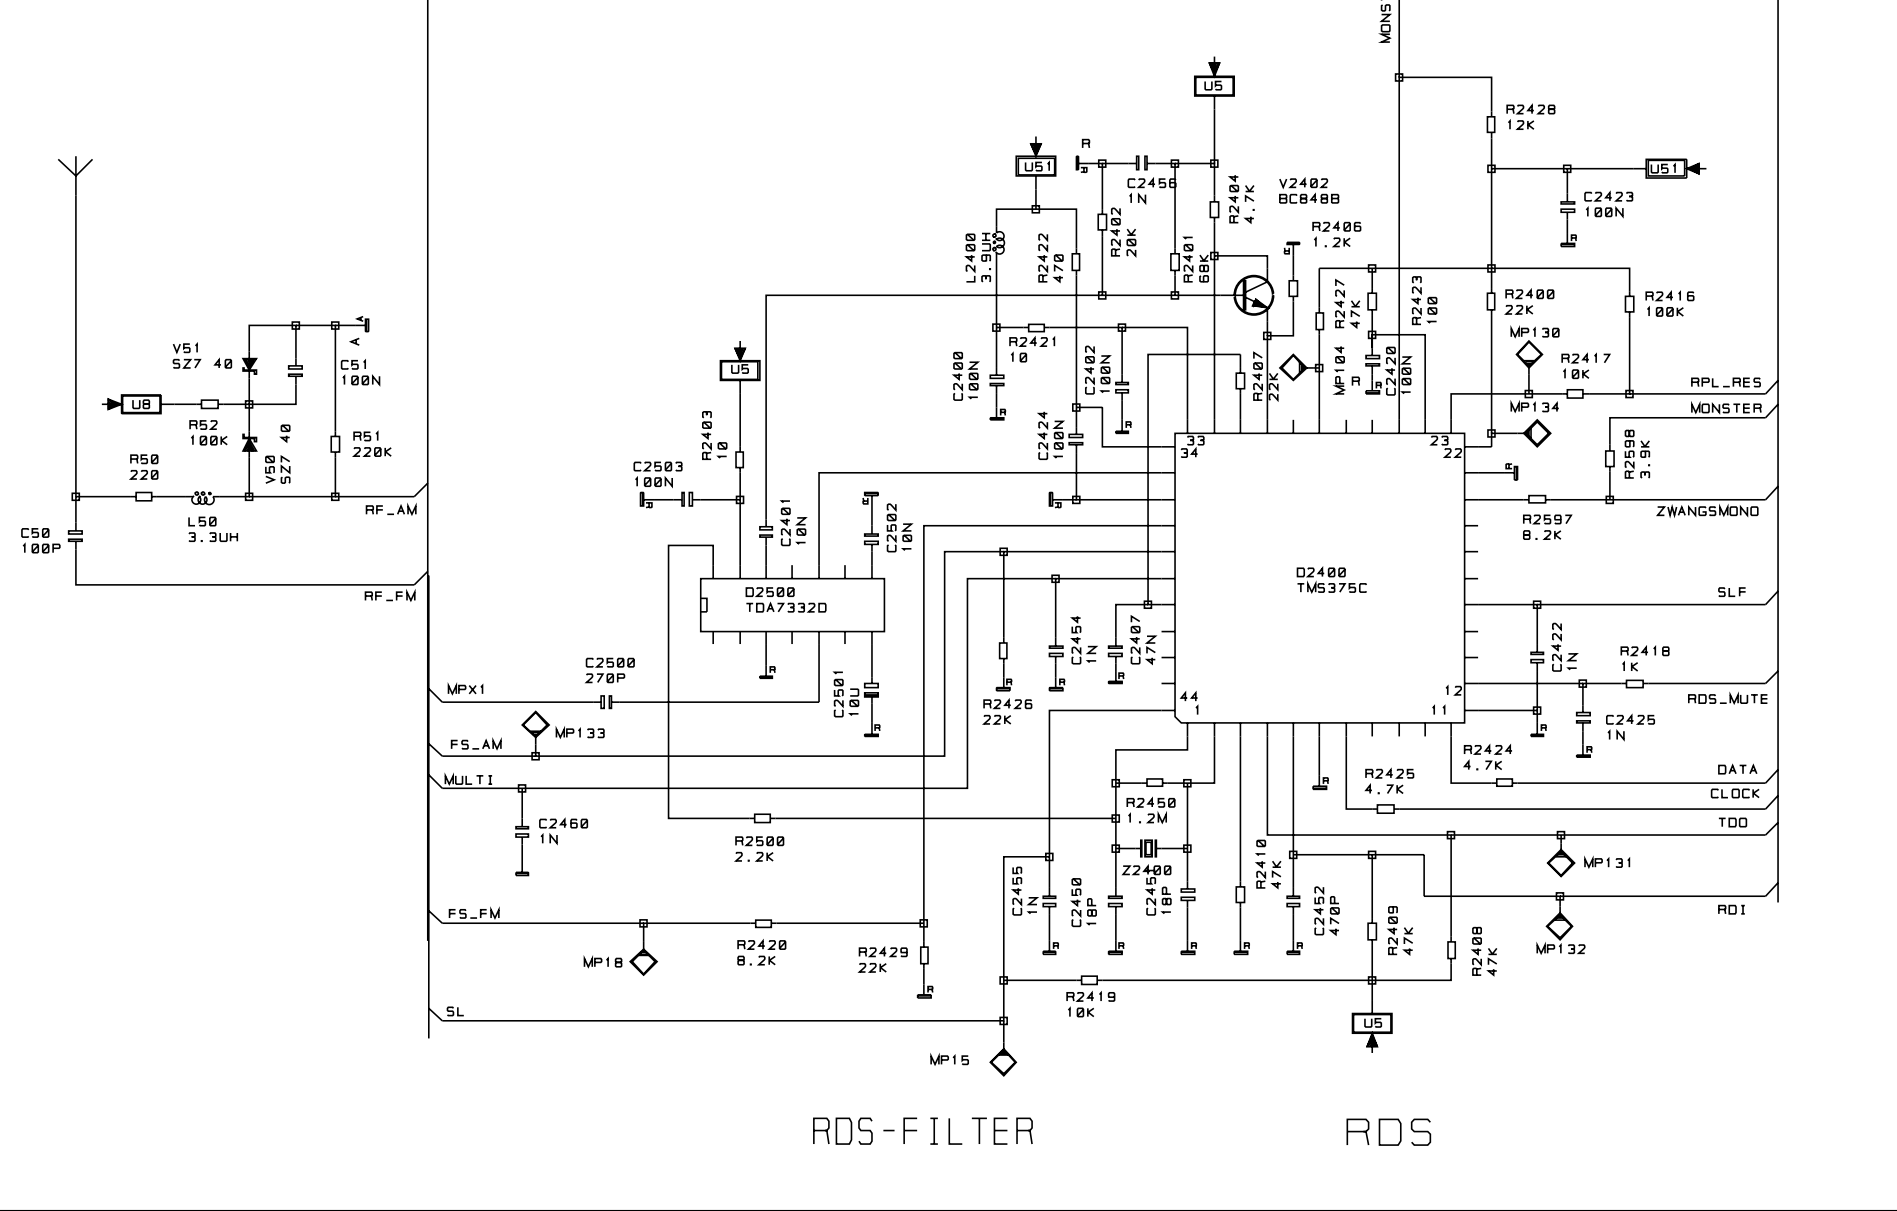 MONS
U5
R2428
12K
U51
R
R
C2456
1N
R2404
4.7K
V2402
BC848B
U51
C2423
100N
R
R2406
1.2K
R
L2400
3.9UH
R2422
470
R2402
20K
R2401
68K
R2427
47K
R2423
100
R2400
22K
R2416
100K
A
A
V51
SZ7 40
C51
100N
U8
R52
100K
V50
SZ7 40
R51
220K
R50
220
L50
3.3UH
RF_AM
C50
100P
RF_FM
U5
R2421
10
C2400
100N
R
C2402
100N
R
R2407
22K
MP104
R
R
C2420
100N
MP130
R2417
10K
RPL_RES
MP134
MONSTER
R2403
10
C2424
100N
33
34
23
22
R2598
3.9K
R
C2503
100N
R
C2401
10N
R
C2502
10N
R
R2597
8.2K
ZWANGSMONO
D2500
TDA7332D
D2400
TMS375C
SLF
R
C2454
1N
R
C2407
47N
R
R
R2426
22K
C2422
1N
R
R2418
1K
RDS_MUTE
C2500
270P
C2501
10U
R
MPX1
MP133
FS_AM
MULTI
44
1
12
11
C2425
1N
R
R2424
4.7K
DATA
R2425
4.7K
CLOCK
R
TDO
C2460
1N
R2500
2.2K
R2450
1.2M
Z2400
R2410
47K
MP131
C2455
1N
R
C2450
18P
R
C245
18P
R
R
C2452
470P
R
R2409
47K
R2408
47K
RDI
MP132
FS_FM
MP18
R2420
8.2K
R2429
22K
R
R2419
10K
U5
SL
MP15
RDS-FILTER
RDS